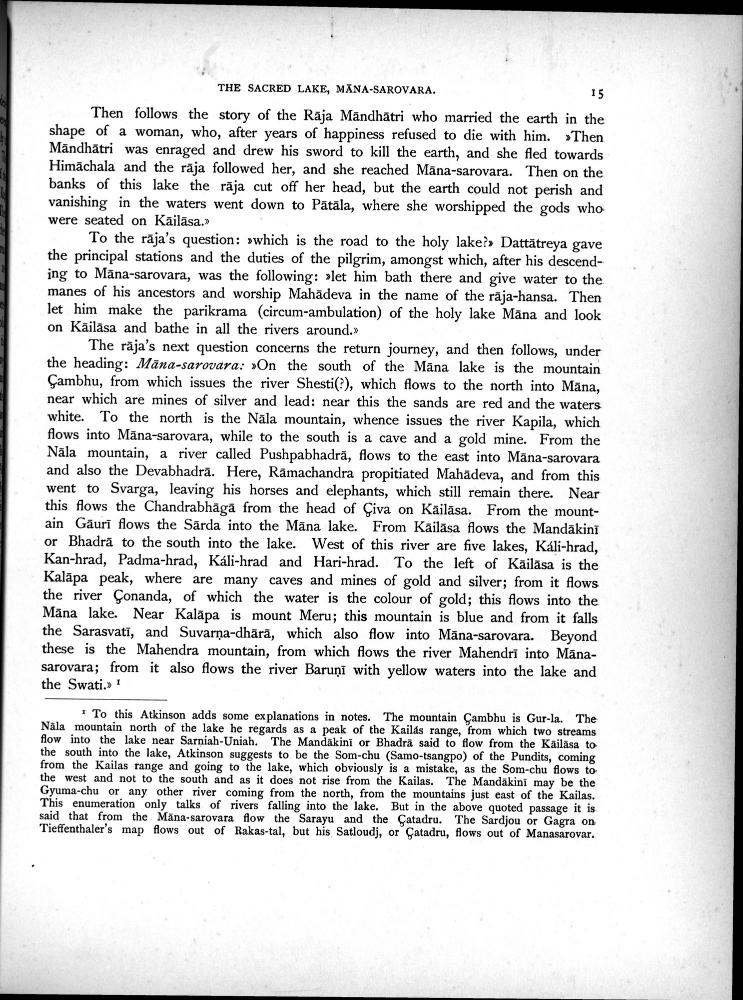 THE SACRED LAKE, MĀNA-SAROVARA.
15
Then follows the story of the Rāja Māndhātri who married the earth in the
shape of a woman, who, after years of happiness refused to die with him. »Then
Māndhātri was enraged and drew his sword to kill the earth, and she fled towards
Himāchala and the rāja followed her, and she reached Māna-sarovara. Then on the
banks of this lake the rāja cut off her head, but the earth could not perish and
vanishing in the waters went down to Pātāla, where she worshipped the gods who
were seated on Kāilāsa.»
To the rāja's question: »which is the road to the holy lake?» Dattātreya gave
the principal stations and the duties of the pilgrim, amongst which, after his descend-
ing to Māna-sarovara, was the following: »let him bath there and give water to the
manes of his ancestors and worship Mahādeva in the name of the rāja-hansa. Then
let him make the parikrama (circum-ambulation) of the holy lake Māna and look
on Kāilāsa and bathe in all the rivers around.»
The rāja's next question concerns the return journey, and then follows, under
the heading: Māna-sarovara: »On the south of the Māna lake is the mountain
Çambhu, from which issues the river Shesti(?), which flows to the north into Māna,
near which are mines of silver and lead: near this the sands are red and the waters
white. To the north is the Nāla mountain, whence issues the river Kapila, which
flows into Māna-sarovara, while to the south is a cave and a gold mine. From the
Nāla mountain, a river called Pushpabhadrā, flows to the east into Māna-sarovara
and also the Devabhadrā. Here, Rāmachandra propitiated Mahādeva, and from this
went to Svarga, leaving his horses and elephants, which still remain there. Near
this flows the Chandrabhāgā from the head of Çiva on Kāilāsa. From the mount-
ain Gāurī flows the Sārda into the Māna lake. From Kāilāsa flows the Mandākinī
or Bhadrā to the south into the lake. West of this river are five lakes, Káli-hrad,
Kan-hrad, Padma-hrad, Káli-hrad and Hari-hrad. To the left of Kāilāsa is the
Kalāpa peak, where are many caves and mines of gold and silver; from it flows
the river Çonanda, of which the water is the colour of gold; this flows into the
Māna lake. Near Kalāpa is mount Meru; this mountain is blue and from it falls
the Sarasvatī, and Suvarṇa-dhārā, which also flow into Māna-sarovara. Beyond
these is the Mahendra mountain, from which flows the river Mahendrī into Māna-
sarovara; from it also flows the river Baruṇī with yellow waters into the lake and
the Swati.» ¹
¹ To this Atkinson adds some explanations in notes. The mountain Çambhu is Gur-la. The
Nāla mountain north of the lake he regards as a peak of the Kailás range, from which two streams
flow into the lake near Sarniah-Uniah. The Mandākinī or Bhadrā said to flow from the Kāilāsa to
the south into the lake, Atkinson suggests to be the Som-chu (Samo-tsangpo) of the Pundits, coming
from the Kailas range and going to the lake, which obviously is a mistake, as the Som-chu flows to
the west and not to the south and as it does not rise from the Kailas. The Mandākinī may be the
Gyuma-chu or any other river coming from the north, from the mountains just east of the Kailas.
This enumeration only talks of rivers falling into the lake. But in the above quoted passage it is
said that from the Māna-sarovara flow the Sarayu and the Çatadru. The Sardjou or Gagra on
Tieffenthaler's map flows out of Rakas-tal, but his Satloudj, or Çatadru, flows out of Manasarovar.